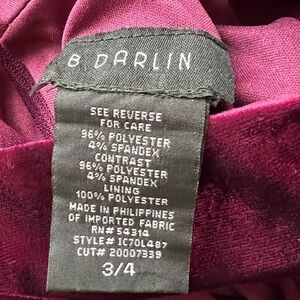 B DARLIN
SEE REVERSE
FOR CARE
96% POLYESTER
4% SPANDEX
CONTRAST
96% POLYESTER
4% SPANDEX
LINING
100% POLYESTER
MADE IN PHILIPPINES
OF IMPORTED FABRIC
RN# 54314
STYLE# IC70L487
CUT# 20007339
3/4